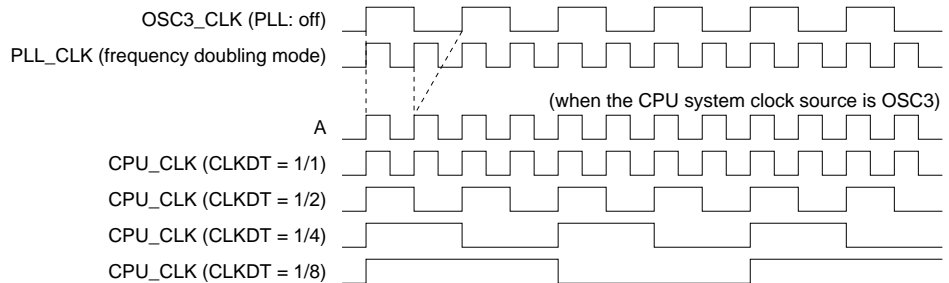 OSC3_CLK (PLL: off)
PLL_CLK (frequency doubling mode)
(when the CPU system clock source is OSC3)
A
CPU_CLK (CLKDT = 1/1)
CPU_CLK (CLKDT = 1/2)
CPU_CLK (CLKDT = 1/4)
CPU_CLK (CLKDT = 1/8)